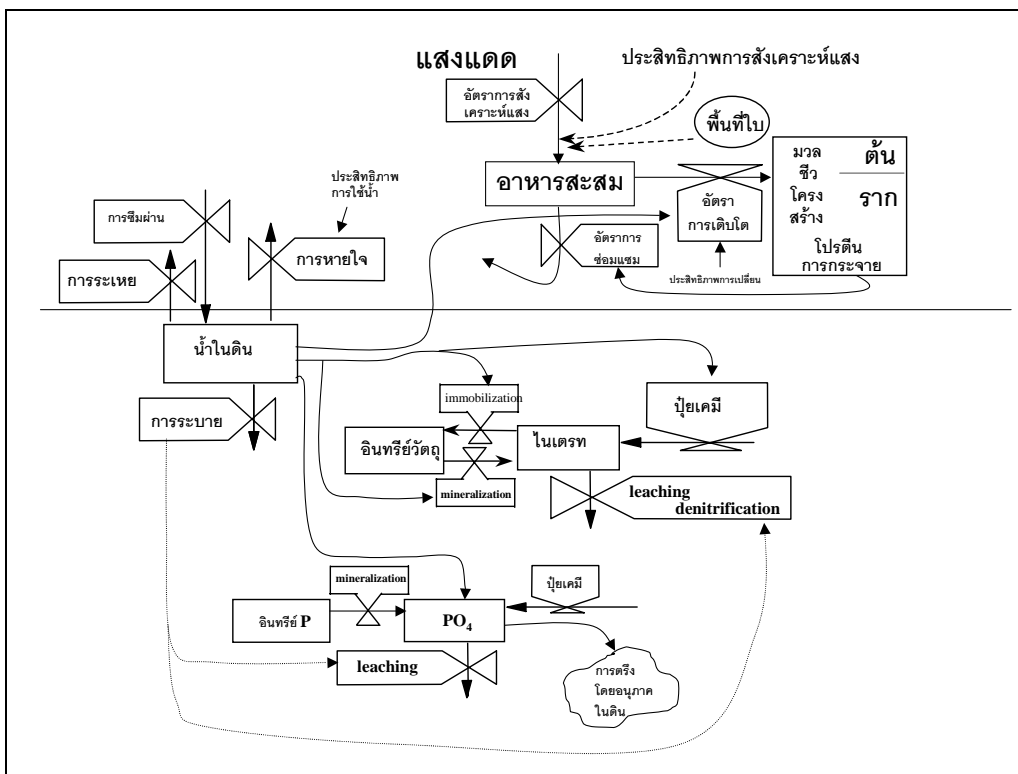 แสงแดด
ประสิทธิภาพการสังเคราะห์แสง
อัตราการสัง
เคราะห์แสง
พื้นที่ใบ
อาหารสะสม
มวล
ชีว
โครง
สร้าง
ต้น
ราก
โปรตีน
การกระจาย
อัตรา
การเติบโต
ประสิทธิภาพการเปลี่ยน
อัตราการ
ซ่อมแซม
ประสิทธิภาพ
การใช้น้ำ
การซึมผ่าน
การหายใจ
การระเหย
น้ำในดิน
การระบาย
immobilization
ปุ๋ยเคมี
อินทรีย์วัตถุ
ไนเตรท
mineralization
leaching
denitrification
mineralization
ปุ๋ยเคมี
อินทรีย์ P
PO₄
leaching
การตรึง
โดยอนุภาค
ในดิน